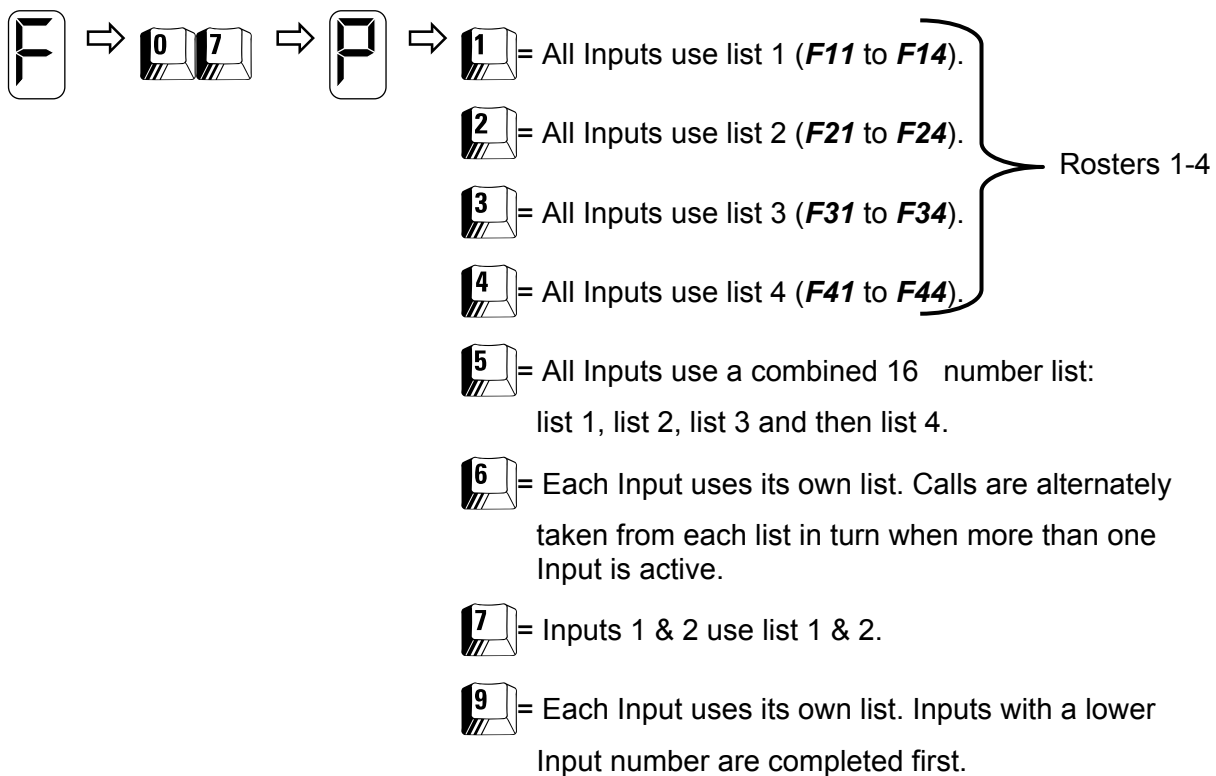 F ⇨ 0 7 ⇨ P ⇨ 1 = All Inputs use list 1 (F11 to F14).
2 = All Inputs use list 2 (F21 to F24).
Rosters 1-4
3 = All Inputs use list 3 (F31 to F34).
4 = All Inputs use list 4 (F41 to F44).
5 = All Inputs use a combined 16 number list:
list 1, list 2, list 3 and then list 4.
6 = Each Input uses its own list. Calls are alternately
taken from each list in turn when more than one
Input is active.
7 = Inputs 1 & 2 use list 1 & 2.
9 = Each Input uses its own list. Inputs with a lower
Input number are completed first.